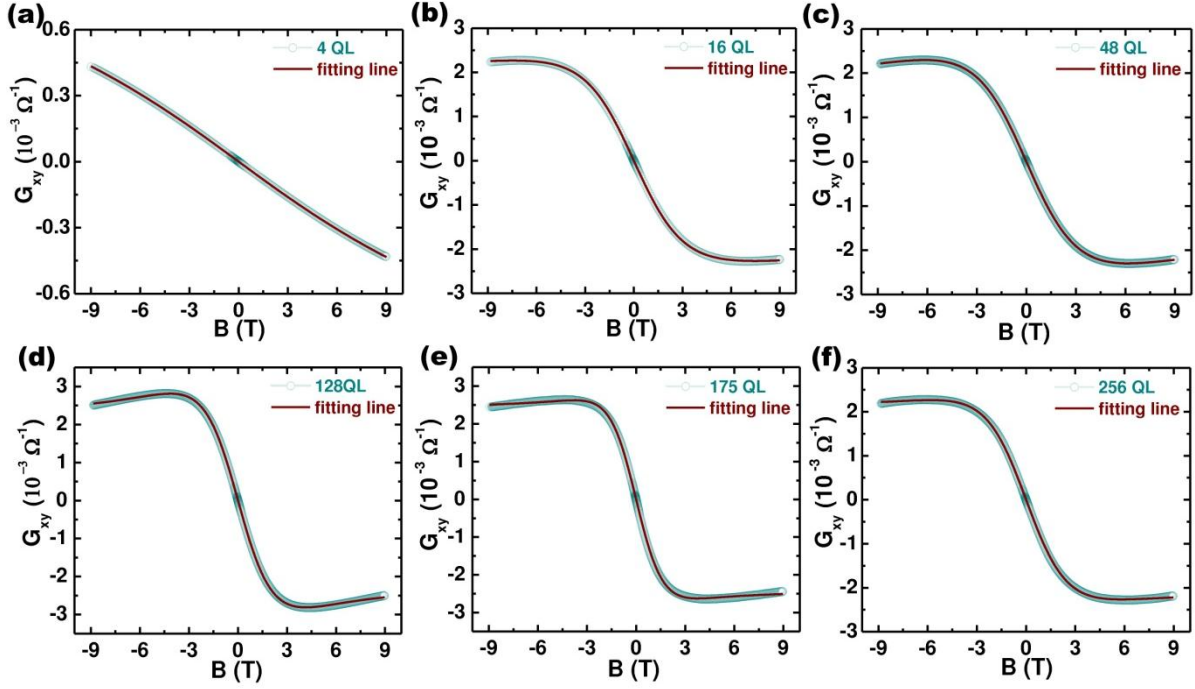 (a)
0.6
0.3
0.0
-0.3
-0.6
G_xy (10⁻³ Ω⁻¹)
4 QL
fitting line
-9 -6 -3 0 3 6 9
B (T)
(b)
3
2
1
0
-1
-2
-3
G_xy (10⁻³ Ω⁻¹)
16 QL
fitting line
-9 -6 -3 0 3 6 9
B (T)
(c)
3
2
1
0
-1
-2
-3
G_xy (10⁻³ Ω⁻¹)
48 QL
fitting line
-9 -6 -3 0 3 6 9
B (T)
(d)
3
2
1
0
-1
-2
-3
G_xy (10⁻³ Ω⁻¹)
128QL
fitting line
-9 -6 -3 0 3 6 9
B (T)
(e)
3
2
1
0
-1
-2
-3
G_xy (10⁻³ Ω⁻¹)
175 QL
fitting line
-9 -6 -3 0 3 6 9
B (T)
(f)
3
2
1
0
-1
-2
-3
G_xy (10⁻³ Ω⁻¹)
256 QL
fitting line
-9 -6 -3 0 3 6 9
B (T)